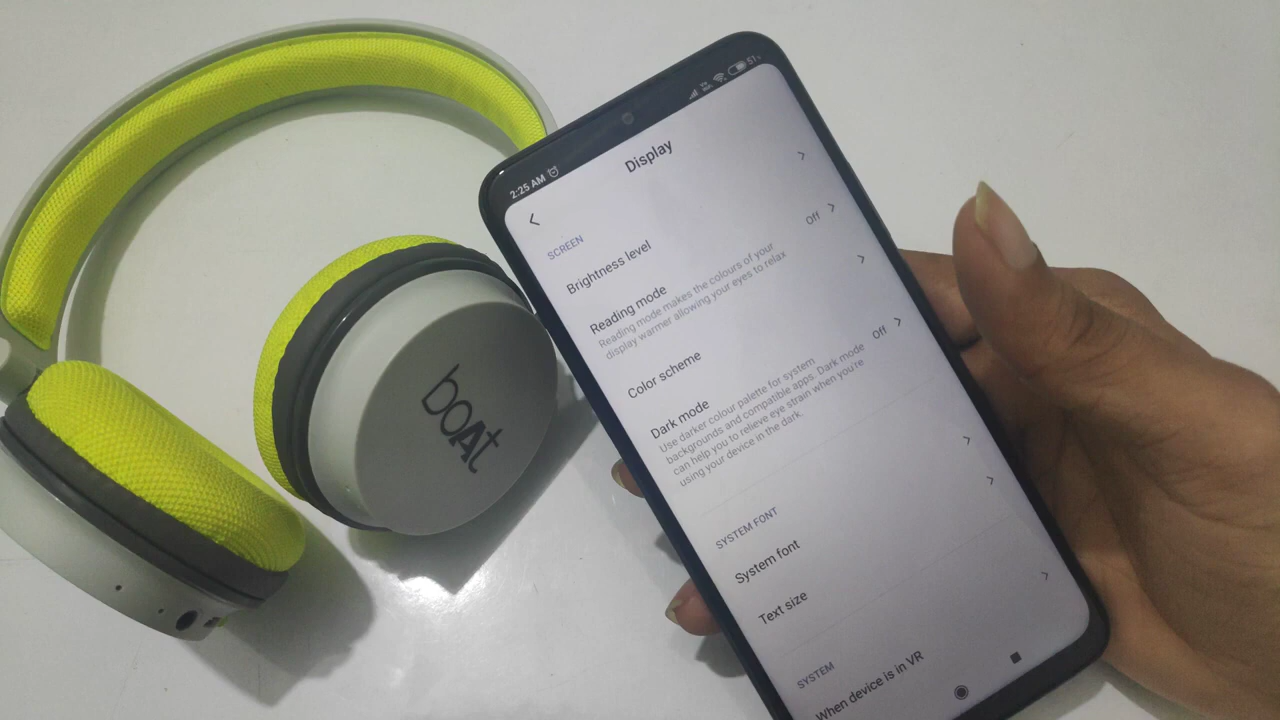 boAt
2:25 AM
51
Display
SCREEN
Brightness level
Reading mode
Off
Reading mode makes the colours of your
display warmer allowing your eyes to relax
Color scheme
Dark mode
Off
Use darker colour palette for system
backgrounds and compatible apps. Dark mode
can help you to relieve eye strain when you're
using your device in the dark.
SYSTEM FONT
System font
Text size
SYSTEM
When device is in VR